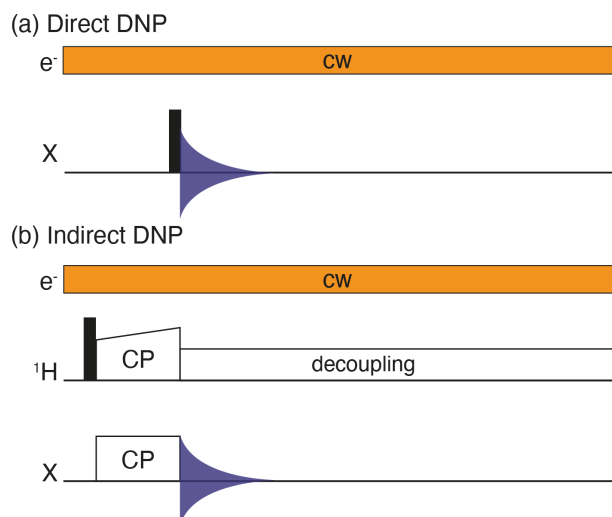 (a) Direct DNP
e⁻ cw
X
(b) Indirect DNP
e⁻ cw
¹H CP decoupling
X CP